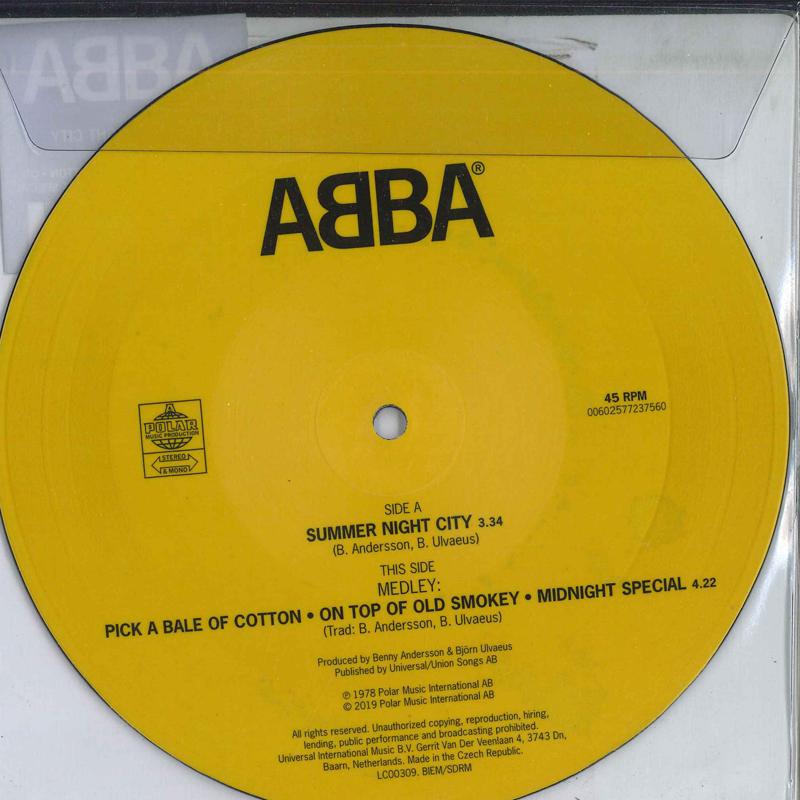 ABBA
HT CITY
ABBA®
A
POLAR
MUSIC PRODUCTION
STEREO
& MONO
45 RPM
00602577237560
SIDE A
SUMMER NIGHT CITY 3.34
(B. Andersson, B. Ulvaeus)
THIS SIDE
MEDLEY:
PICK A BALE OF COTTON • ON TOP OF OLD SMOKEY • MIDNIGHT SPECIAL 4.22
(Trad: B. Andersson, B. Ulvaeus)
Produced by Benny Andersson & Björn Ulvaeus
Published by Universal/Union Songs AB
℗ 1978 Polar Music International AB
© 2019 Polar Music International AB
All rights reserved. Unauthorized copying, reproduction, hiring,
lending, public performance and broadcasting prohibited.
Universal International Music B.V. Gerrit Van Der Veenlaan 4, 3743 Dn,
Baarn, Netherlands. Made in the Czech Republic.
LC00309. BIEM/SDRM